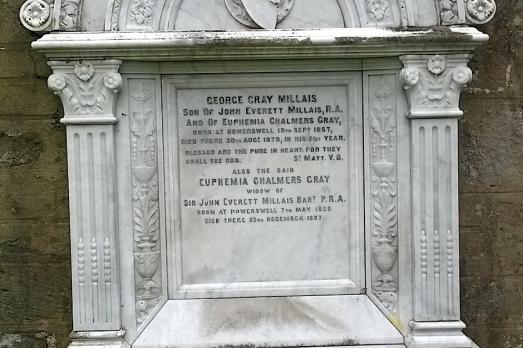 GEORGE GRAY MILLAIS
SON OF JOHN EVERETT MILLAIS, R.A.
AND OF EUPHEMIA CHALMERS GRAY,
BORN AT BOWERSWELL 19TH SEPT 1857,
DIED THERE 30TH AUGT 1878, IN HIS 21ST YEAR.
BLESSED ARE THE PURE IN HEART: FOR THEY
SHALL SEE GOD. ST MATT. V. 8.
ALSO THE SAID
EUPHEMIA CHALMERS GRAY
WIDOW OF
SIR JOHN EVERETT MILLAIS BART P.R.A.
BORN AT BOWERSWELL 7TH MAY 1828
DIED THERE 23RD DECEMBER 1897.